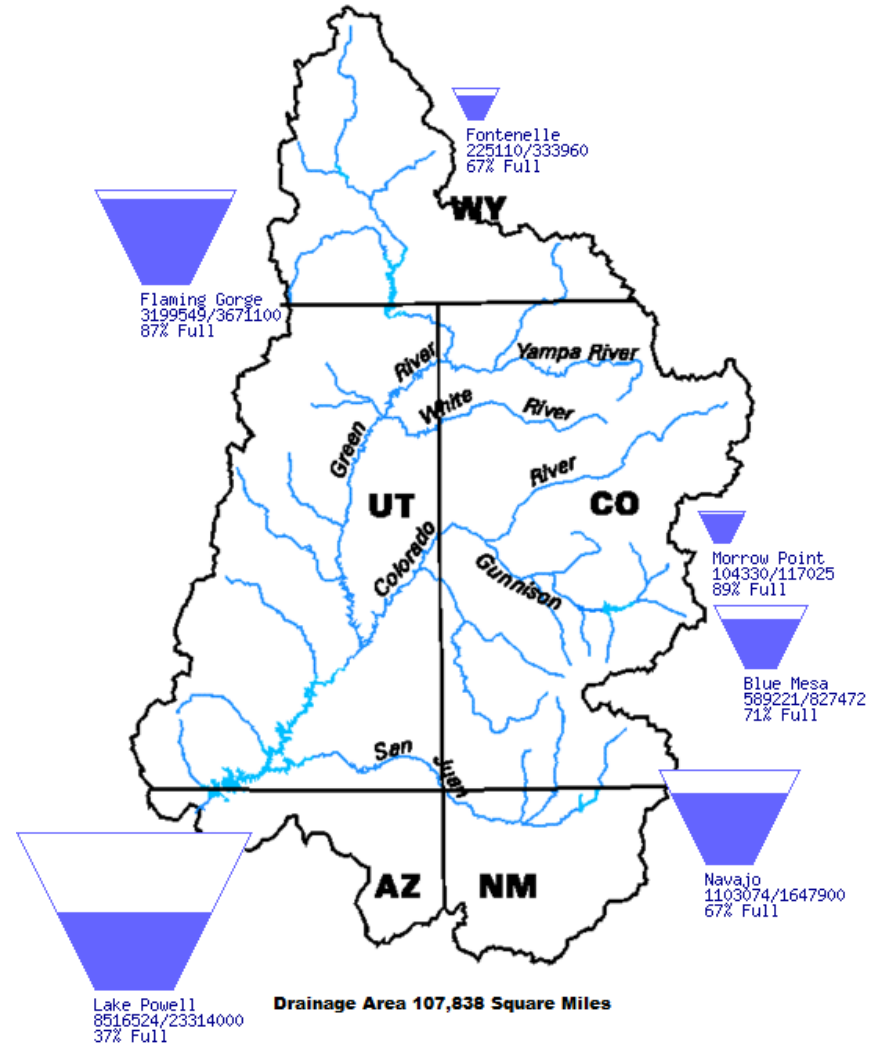 Fontenelle
225110/333960
67% Full
WY
Flaming Gorge
3199549/3671100
87% Full
Yampa River
River
White
River
Green
River
UT
CO
Colorado
Gunnison
Morrow Point
104330/117025
89% Full
Blue Mesa
589221/827472
71% Full
San
Juan
AZ
NM
Navajo
1103074/1647900
67% Full
Lake Powell
8516524/23314000
37% Full
Drainage Area 107,838 Square Miles